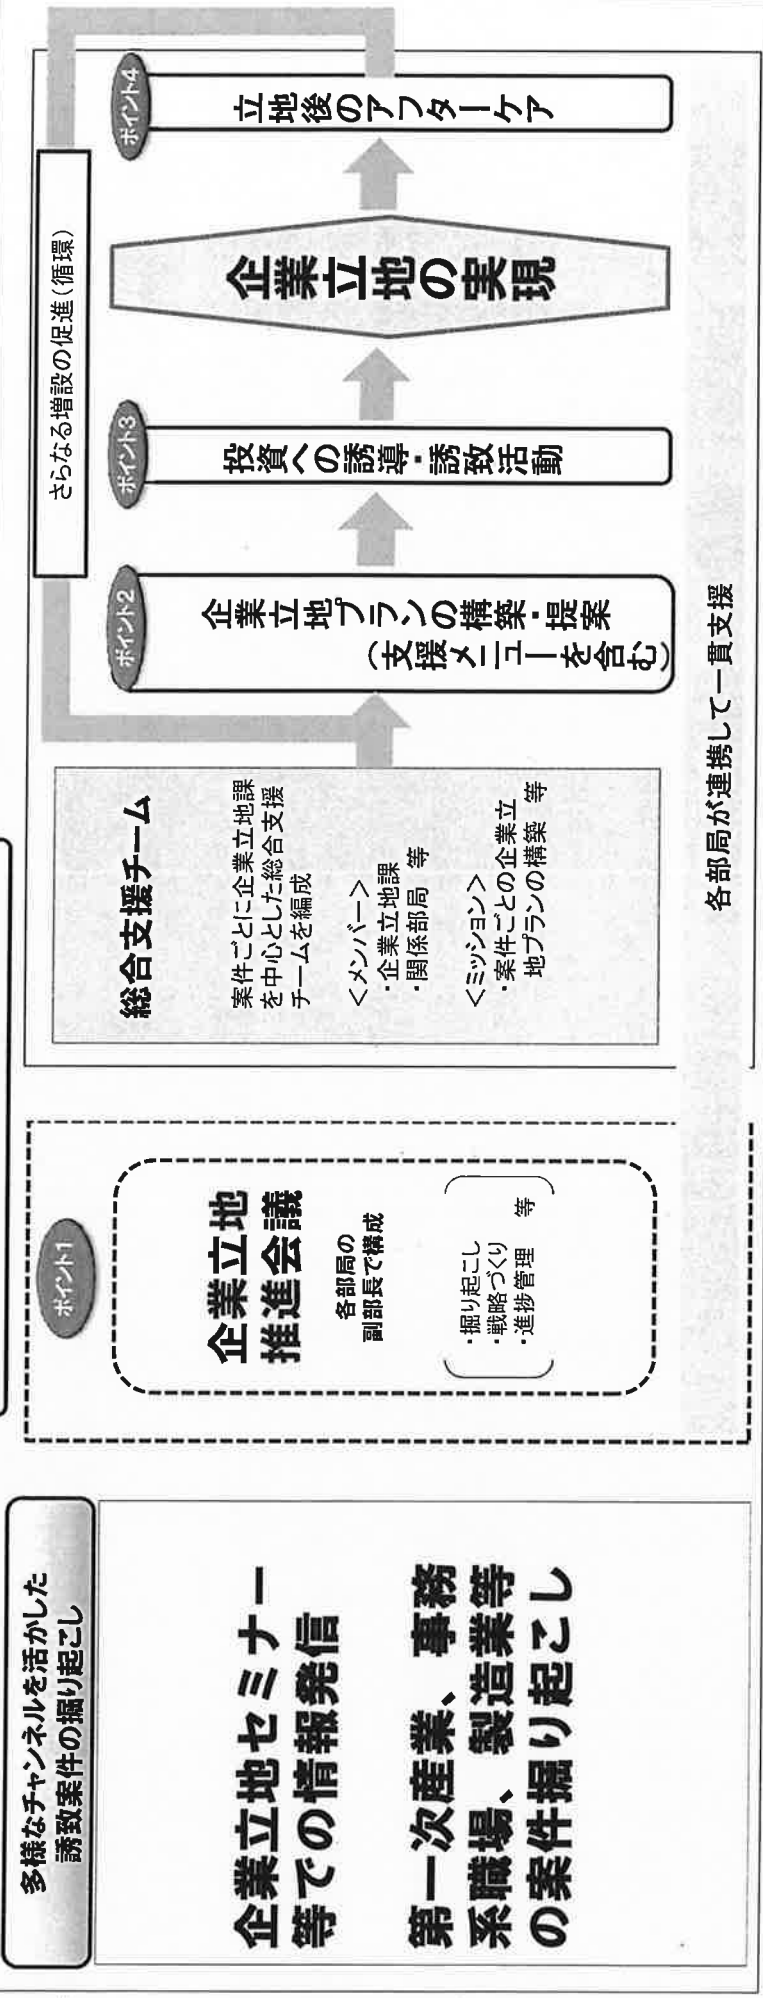 多様なチャンネルを活かした
誘致案件の掘り起こし
企業立地セミナー
等での情報発信
第一次産業、事務
系職場、製造業等
の案件掘り起こし
ポイント1
企業立地
推進会議
各部局の
副部長で構成
・掘り起こし
・戦略づくり
・進捗管理 等
総合支援チーム
案件ごとに企業立地課
を中心とした総合支援
チームを編成
<メンバー>
・企業立地課
・関係部局 等
<ミッション>
・案件ごとの企業立
地プランの構築 等
さらなる増設の促進(循環)
ポイント2
企業立地プランの構築・提案
(支援メニューを含む)
ポイント3
投資への誘導・誘致活動
企業立地の実現
ポイント4
立地後のアフターケア
各部局が連携して一貫支援